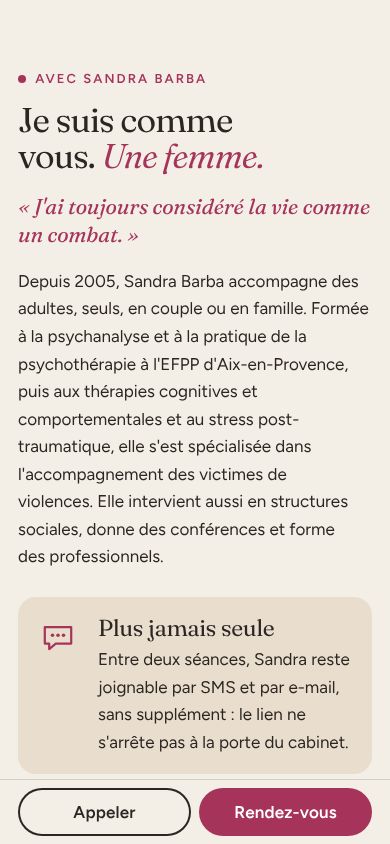 AVEC SANDRA BARBA
Je suis comme
vous. Une femme.
« J'ai toujours considéré la vie comme
un combat. »
Depuis 2005, Sandra Barba accompagne des
adultes, seuls, en couple ou en famille. Formée
à la psychanalyse et à la pratique de la
psychothérapie à l'EFPP d'Aix-en-Provence,
puis aux thérapies cognitives et
comportementales et au stress post-
traumatique, elle s'est spécialisée dans
l'accompagnement des victimes de
violences. Elle intervient aussi en structures
sociales, donne des conférences et forme
des professionnels.
Plus jamais seule
Entre deux séances, Sandra reste
joignable par SMS et par e-mail,
sans supplément : le lien ne
s'arrête pas à la porte du cabinet.
Appeler
Rendez-vous